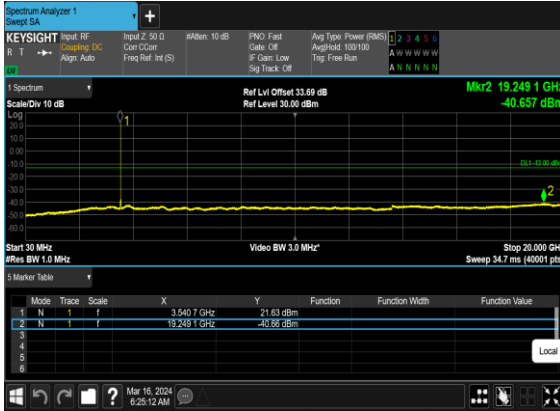 Spectrum Analyzer 1
Swept SA
+
KEYSIGHT Input: RF Input Z: 50 Ω #Atten: 10 dB PNO: Fast Avg Type: Power (RMS) 1 2 3 4 5 6
R T Coupling: DC Corr CCorr Gate: Off Avg|Hold: 100/100 A W W W W W
Align: Auto Freq Ref: Int (S) IF Gain: Low Trig: Free Run
Sig Track: Off A N N N N N
1 Spectrum Ref Lvl Offset 33.69 dB Mkr2 19.249 1 GHz
Scale/Div 10 dB Ref Level 30.00 dBm -40.657 dBm
Log
20.0
10.0
0.00
-10.0
-20.0
-30.0
-40.0
-50.0
-60.0
1
DL1 -13.00 dBm
2
Start 30 MHz Video BW 3.0 MHz* Stop 20.000 GHz
#Res BW 1.0 MHz Sweep 34.7 ms (40001 pts)
5 Marker Table
Mode Trace Scale X Y Function Function Width Function Value
1 N 1 f 3.540 7 GHz 21.63 dBm
2 N 1 f 19.249 1 GHz -40.66 dBm
3
4
5
6
Local
? Mar 16, 2024
6:25:12 AM